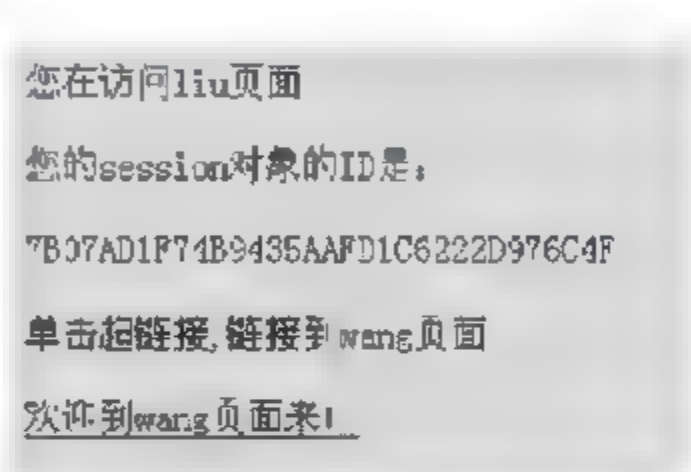 您在访问liu页面
您的session对象的ID是：
7B07AD1F74B9435AAFD1C6222D976C4F
单击超链接,链接到wang页面
欢迎到wang页面来!